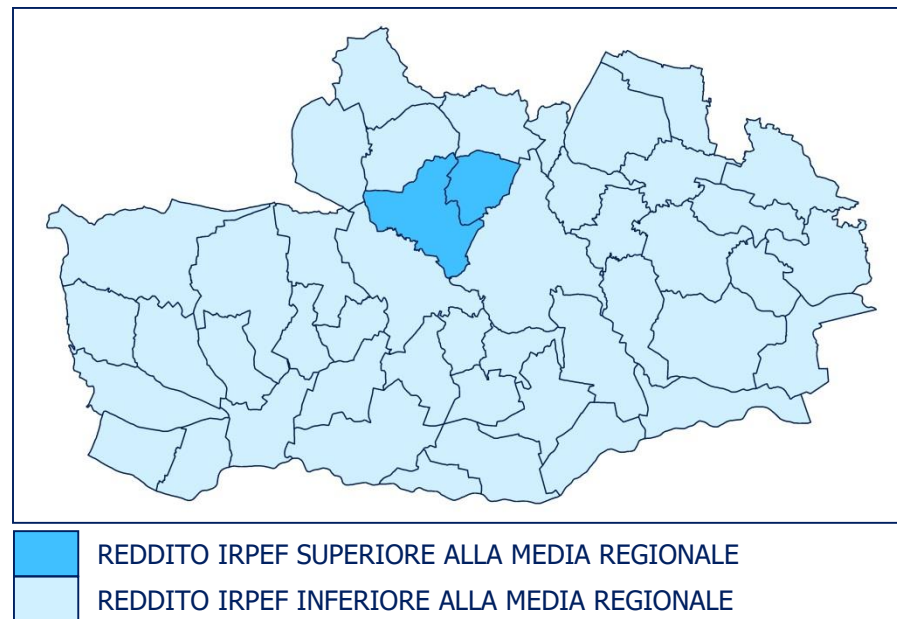 REDDITO IRPEF SUPERIORE ALLA MEDIA REGIONALE
REDDITO IRPEF INFERIORE ALLA MEDIA REGIONALE